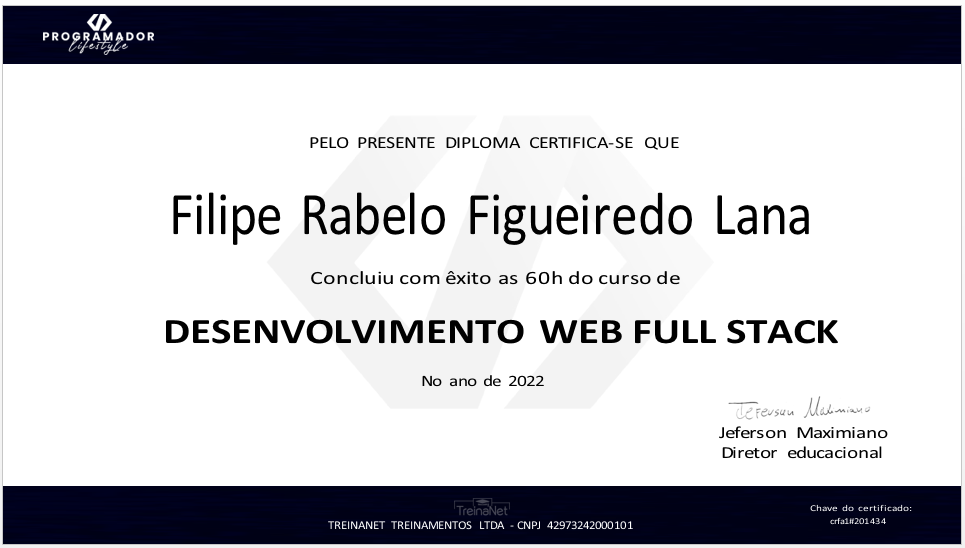 PROGRAMADOR
lifestyle
PELO PRESENTE DIPLOMA CERTIFICA-SE QUE
Filipe Rabelo Figueiredo Lana
Concluiu com êxito as 60h do curso de
DESENVOLVIMENTO WEB FULL STACK
No ano de 2022
Jeferson Maximiano
Jeferson Maximiano
Diretor educacional
TreinaNet
TREINANET TREINAMENTOS LTDA - CNPJ 42973242000101
Chave do certificado:
crfa1#201434